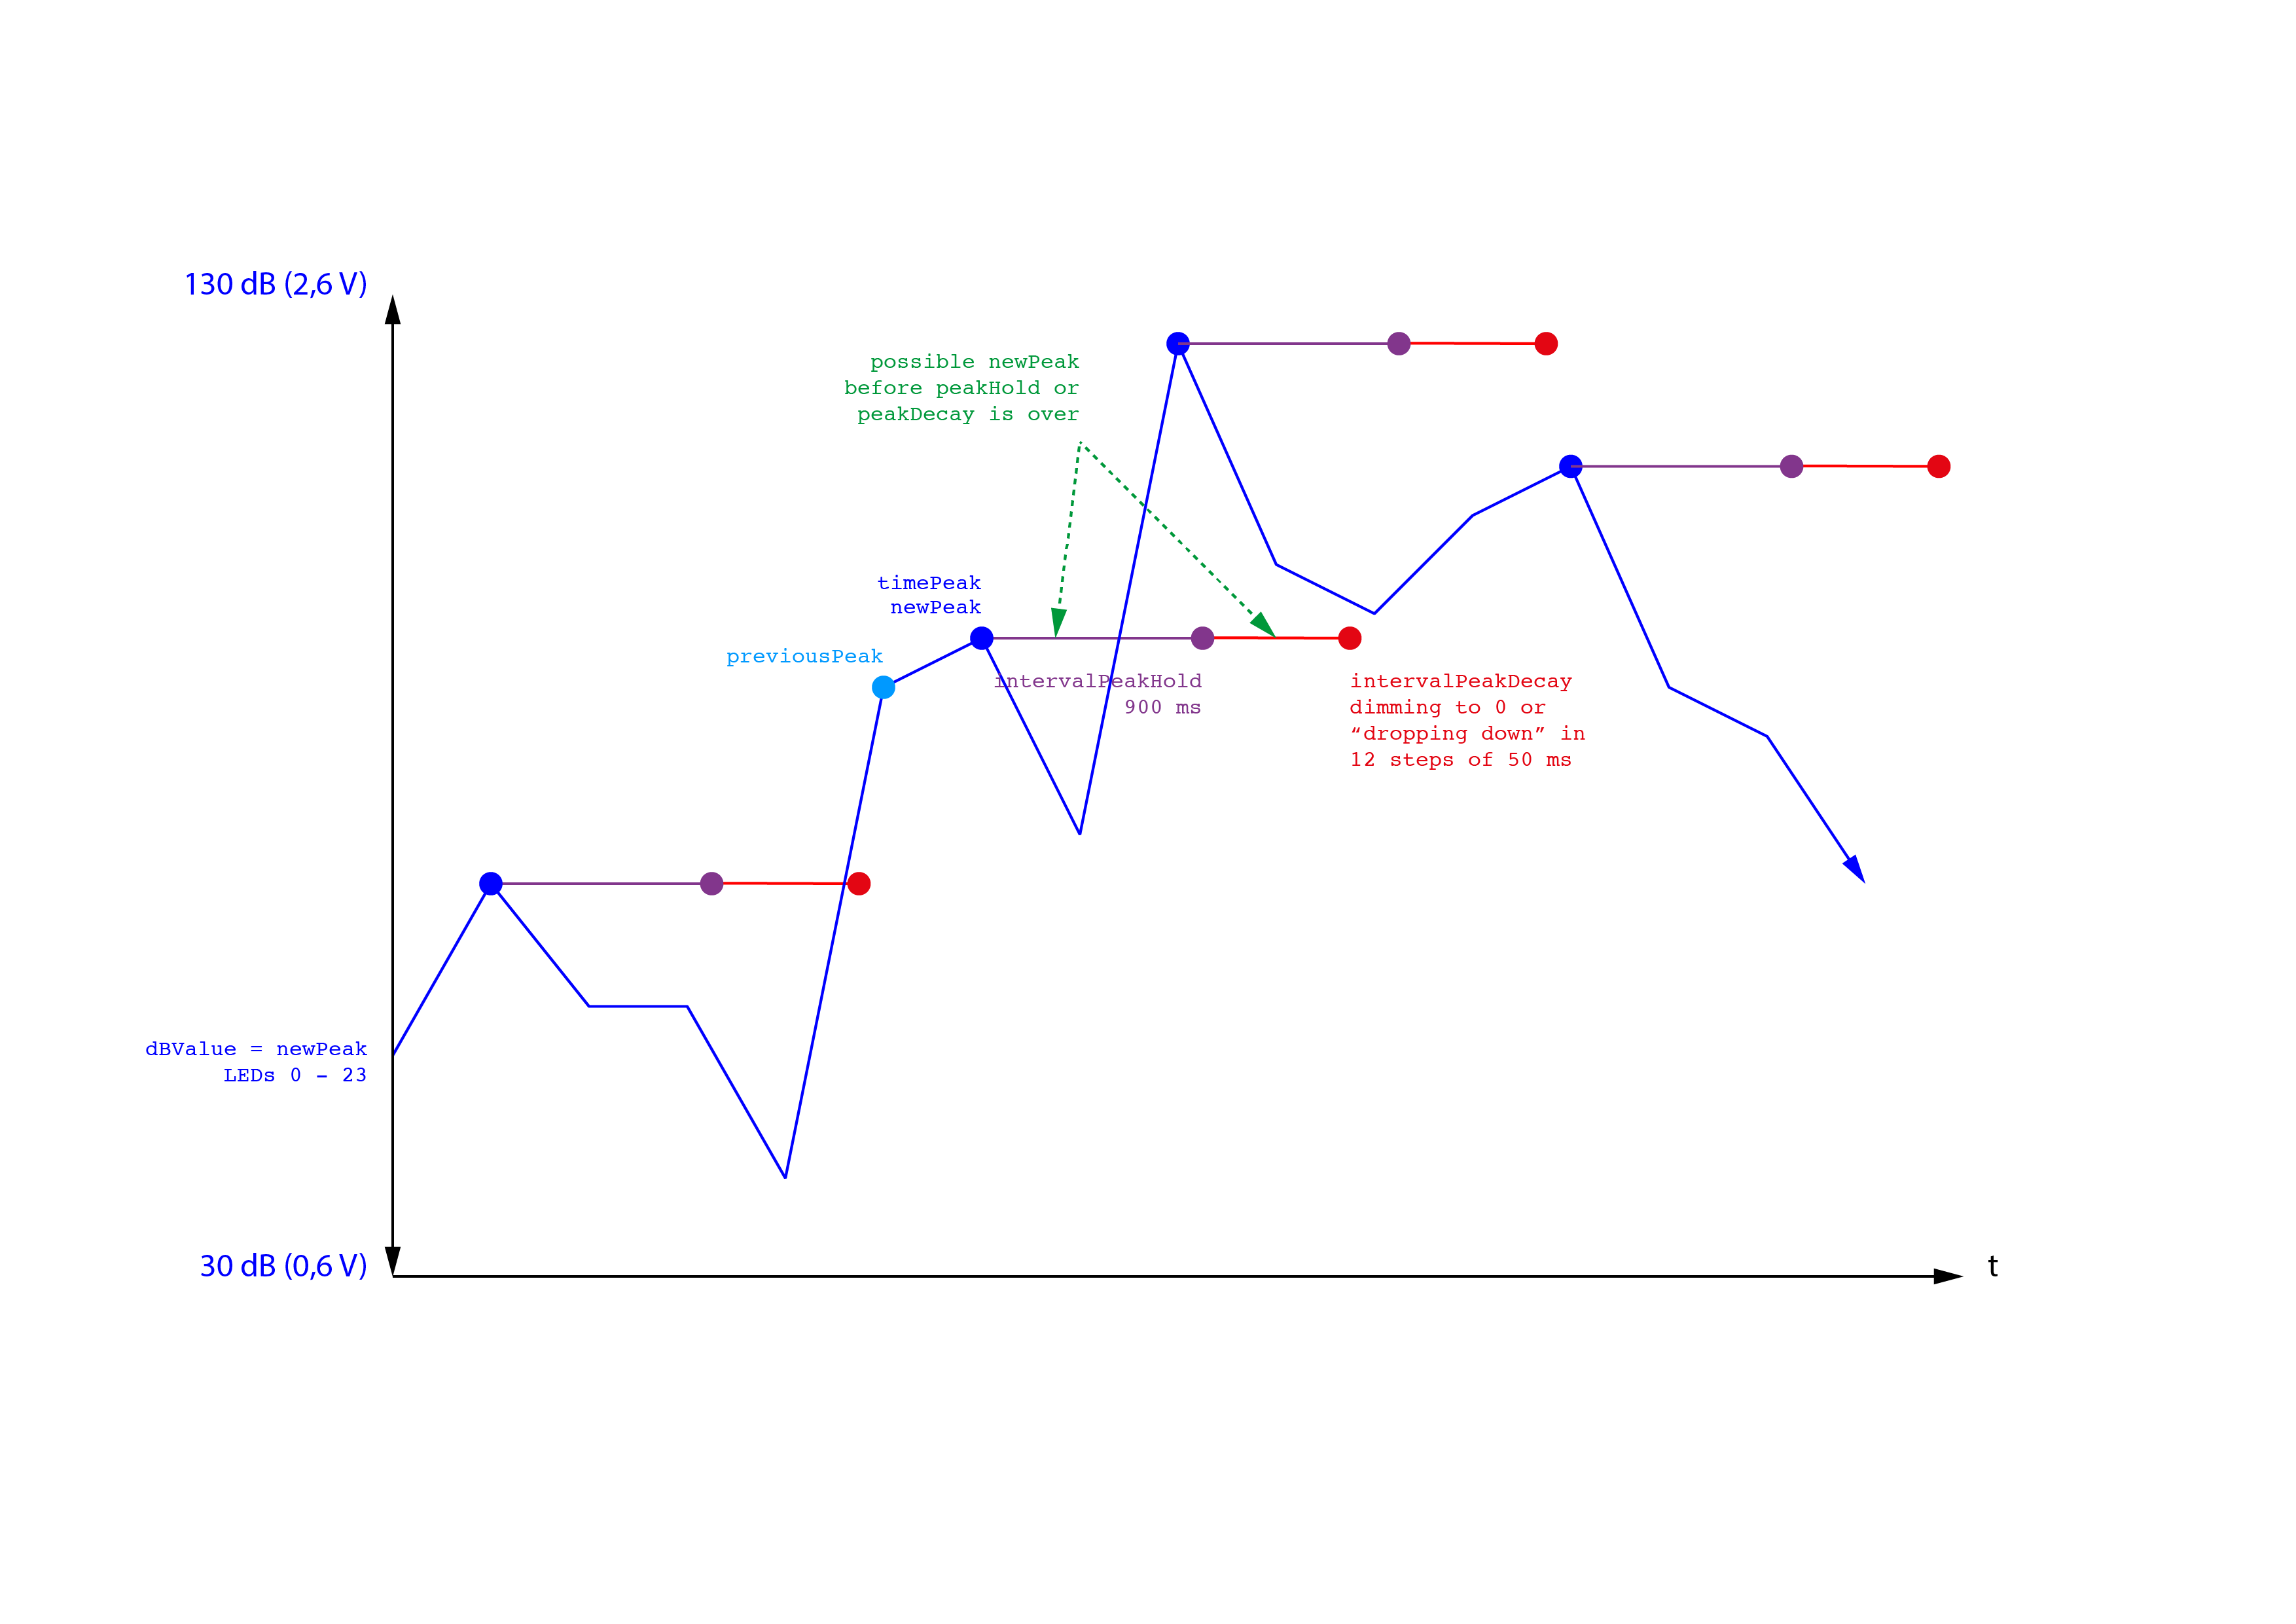 130 dB (2,6 V)
possible newPeak
before peakHold or
peakDecay is over
timePeak
newPeak
previousPeak
intervalPeakHold
900 ms
intervalPeakDecay
dimming to 0 or
“dropping down” in
12 steps of 50 ms
dBValue = newPeak
LEDs 0 – 23
30 dB (0,6 V)
t